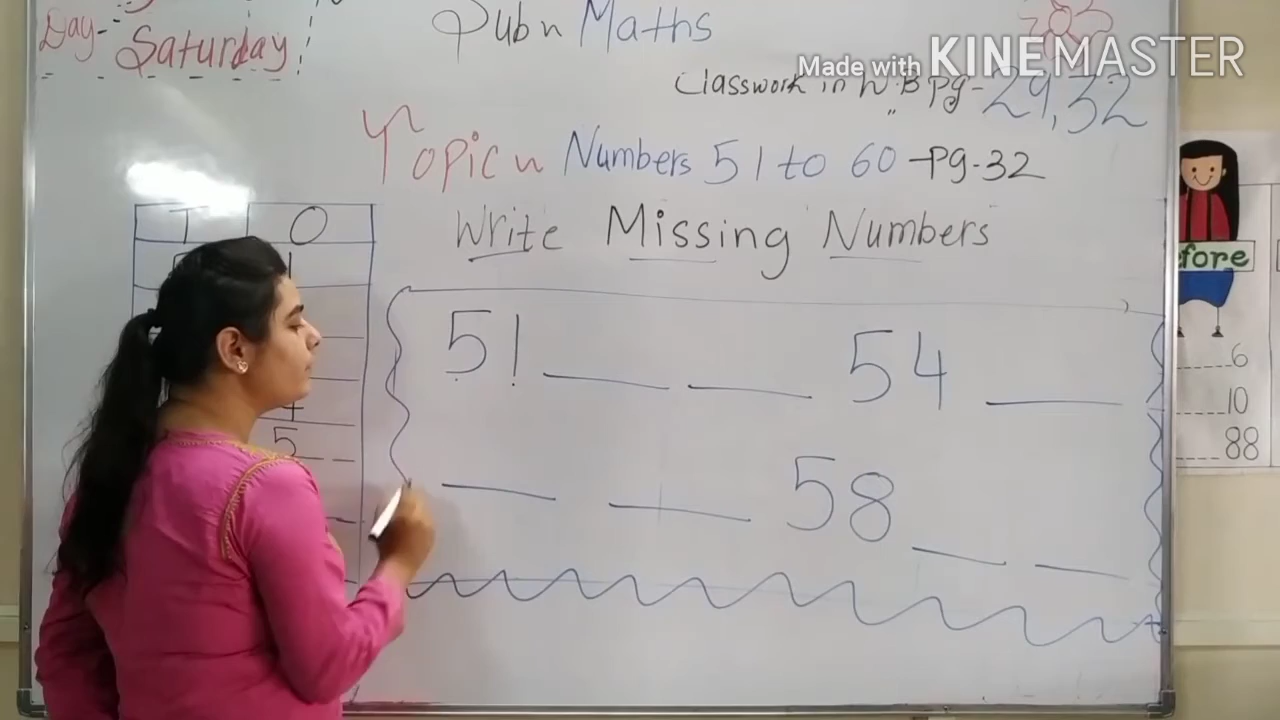 Day- Saturday
Sub~ Maths
Made with KINEMASTER
Classwork in W.B Pg- 29,32
Topic ~ Numbers 51 to 60 -Pg-32
T O
Write Missing Numbers
fore
51 ___ ___ 54 ___
6
10
5
88
___ ___ 58 ___ ___